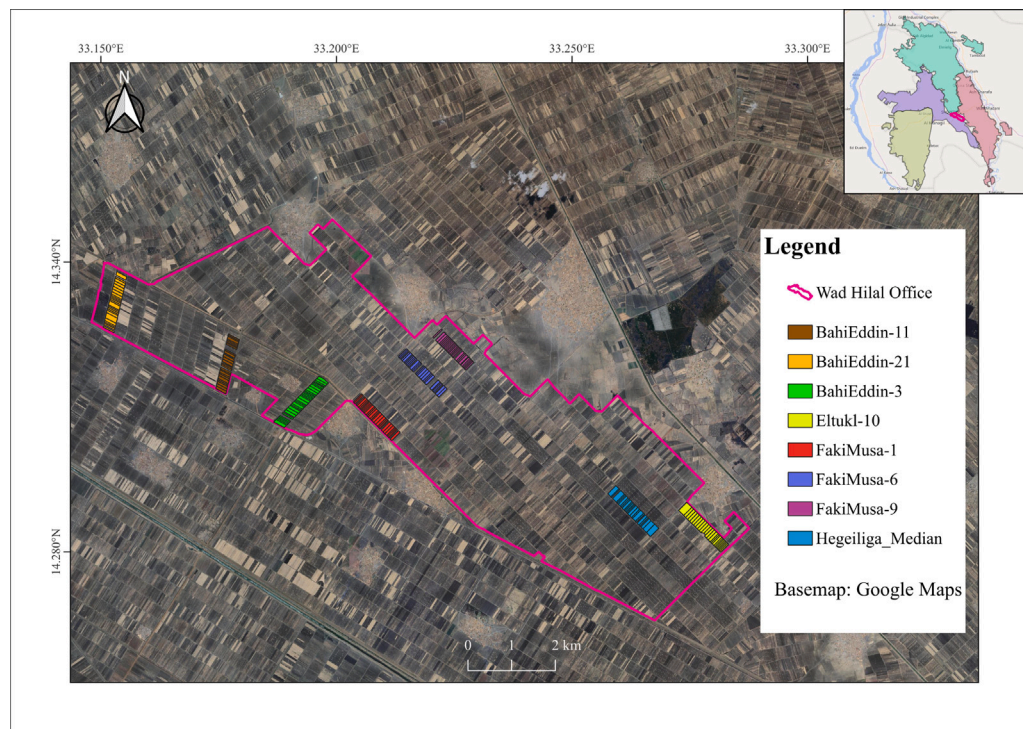 33.150°E
33.200°E
33.250°E
33.300°E
N
14.340°N
14.280°N
Legend
Wad Hilal Office
BahiEddin-11
BahiEddin-21
BahiEddin-3
Eltukl-10
FakiMusa-1
FakiMusa-6
FakiMusa-9
Hegeiliga_Median
Basemap: Google Maps
0 1 2 km